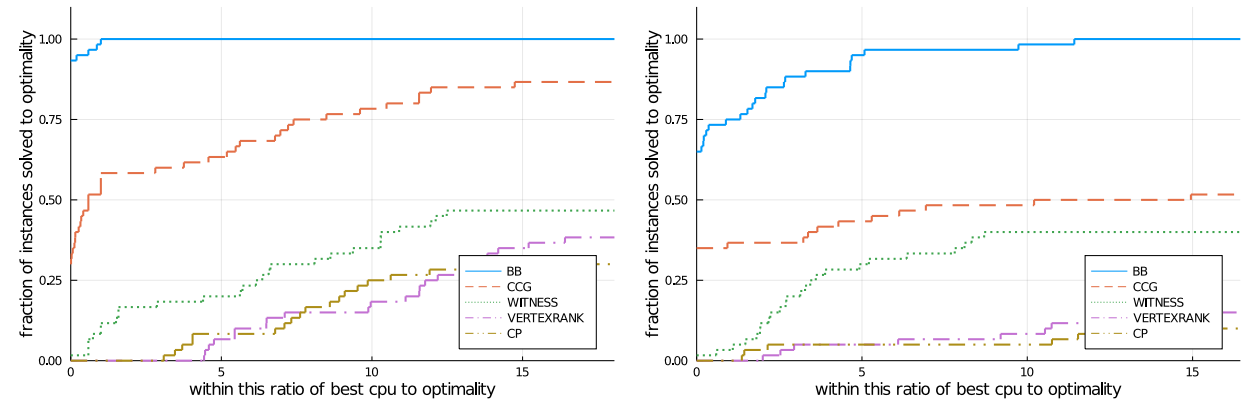 fraction of instances solved to optimality
1.00
0.75
0.50
0.25
0.00
0
5
10
15
within this ratio of best cpu to optimality
BB
CCG
WITNESS
VERTEXRANK
CP
fraction of instances solved to optimality
1.00
0.75
0.50
0.25
0.00
0
5
10
15
within this ratio of best cpu to optimality
BB
CCG
WITNESS
VERTEXRANK
CP